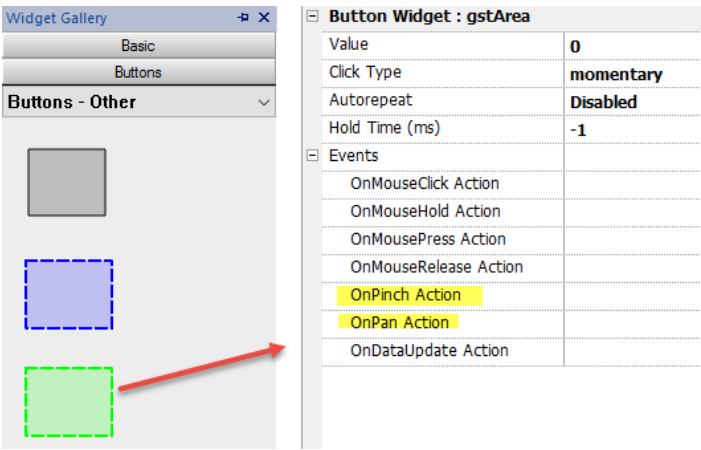 Widget Gallery
Basic
Buttons
Buttons - Other
Button Widget : gstArea
Value 0
Click Type momentary
Autorepeat Disabled
Hold Time (ms) -1
Events
OnMouseClick Action
OnMouseHold Action
OnMousePress Action
OnMouseRelease Action
OnPinch Action
OnPan Action
OnDataUpdate Action